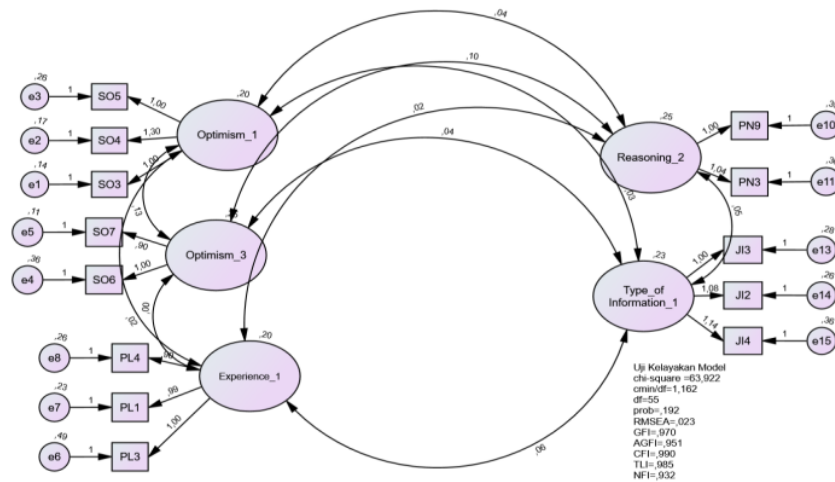 ,04
,10
,02
,04
,03
,05
,06
,13
,02
,00
,26
e3
1
SO5
1,00
,20
Optimism_1
,17
e2
1
SO4
1,30
,14
e1
1
SO3
1,00
,11
e5
1
SO7
,90
Optimism_3
,36
e4
1
SO6
1,00
,26
e8
1
PL4
,98
,20
Experience_1
,23
e7
1
PL1
,99
,49
e6
1
PL3
1,00
,25
Reasoning_2
1,00
PN9
1
e10
1,04
PN3
1
e11
,23
Type_of
Information_1
1,00
JI3
1
,28
e13
1,08
JI2
1
,26
e14
1,14
JI4
1
,36
e15
Uji Kelayakan Model
chi-square =63,922
cmin/df=1,162
df=55
prob=,192
RMSEA=,023
GFI=,970
AGFI=,951
CFI=,990
TLI=,985
NFI=,932